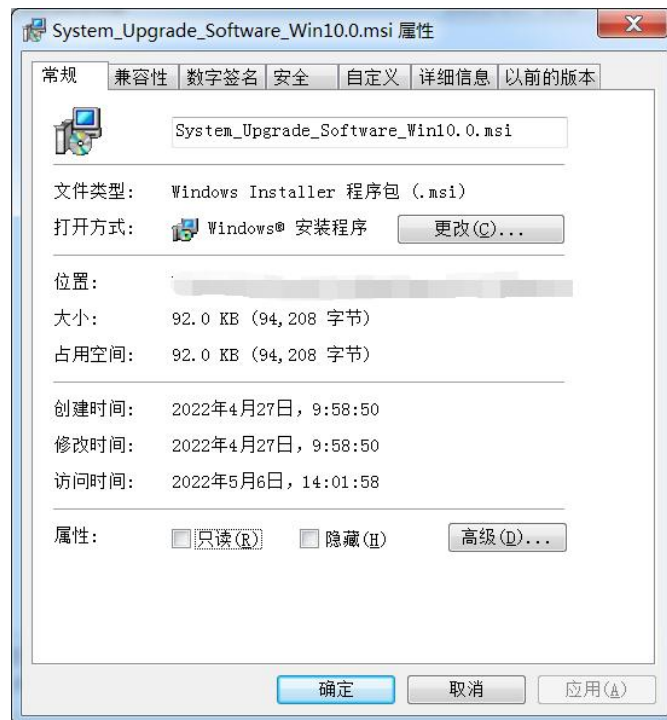 System_Upgrade_Software_Win10.0.msi 属性
常规 兼容性 数字签名 安全 自定义 详细信息 以前的版本
System_Upgrade_Software_Win10.0.msi
文件类型: Windows Installer 程序包 (.msi)
打开方式: Windows® 安装程序 更改(C)...
位置:
大小: 92.0 KB (94,208 字节)
占用空间: 92.0 KB (94,208 字节)
创建时间: 2022年4月27日, 9:58:50
修改时间: 2022年4月27日, 9:58:50
访问时间: 2022年5月6日, 14:01:58
属性: 只读(R) 隐藏(H) 高级(D)...
确定 取消 应用(A)